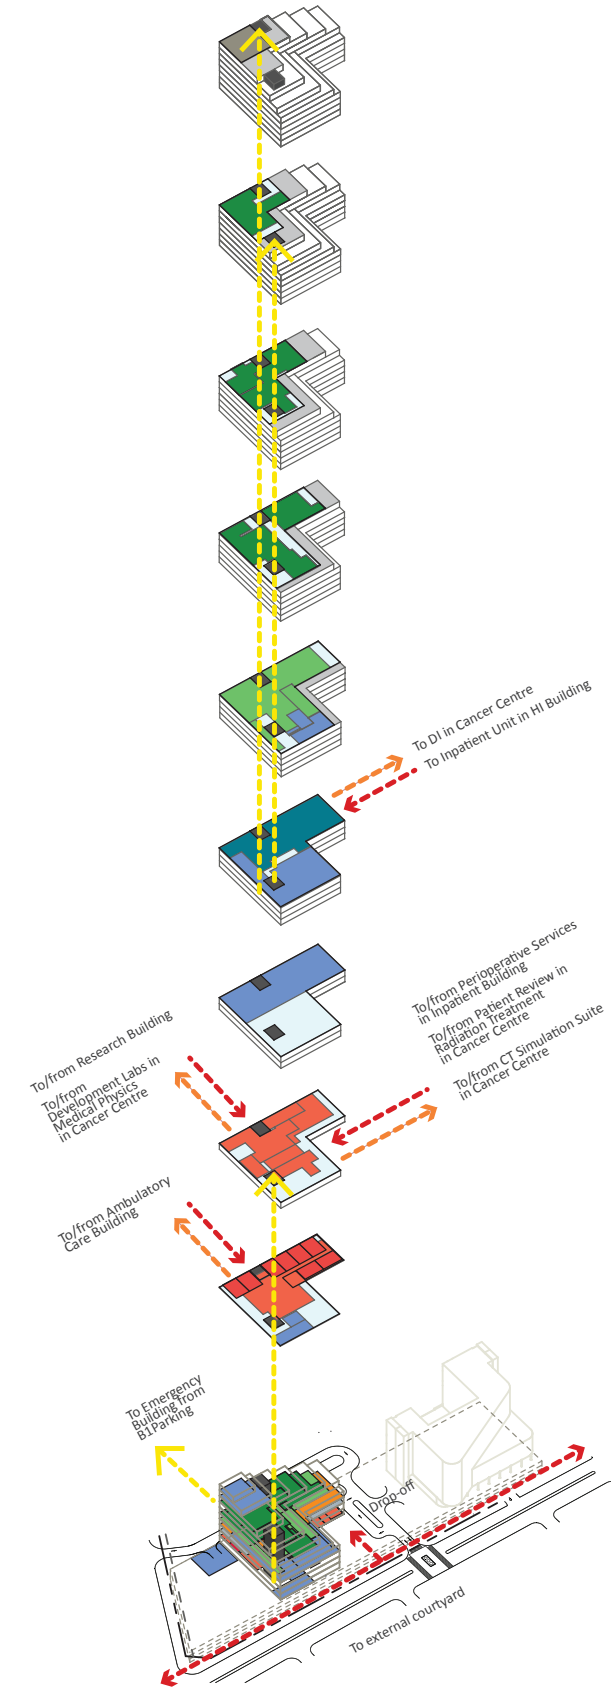 To DI in Cancer Centre
To Inpatient Unit in HI Building
To/from Perioperative Services
in Inpatient Building
To/from Patient Review in
Radiation Treatment
in Cancer Centre
To/from CT Simulation Suite
in Cancer Centre
To/from Research Building
To/from
Development Labs in
Medical Physics
in Cancer Centre
To/from Ambulatory
Care Building
To Emergency
Building from
B1Parking
Drop-off
To external courtyard